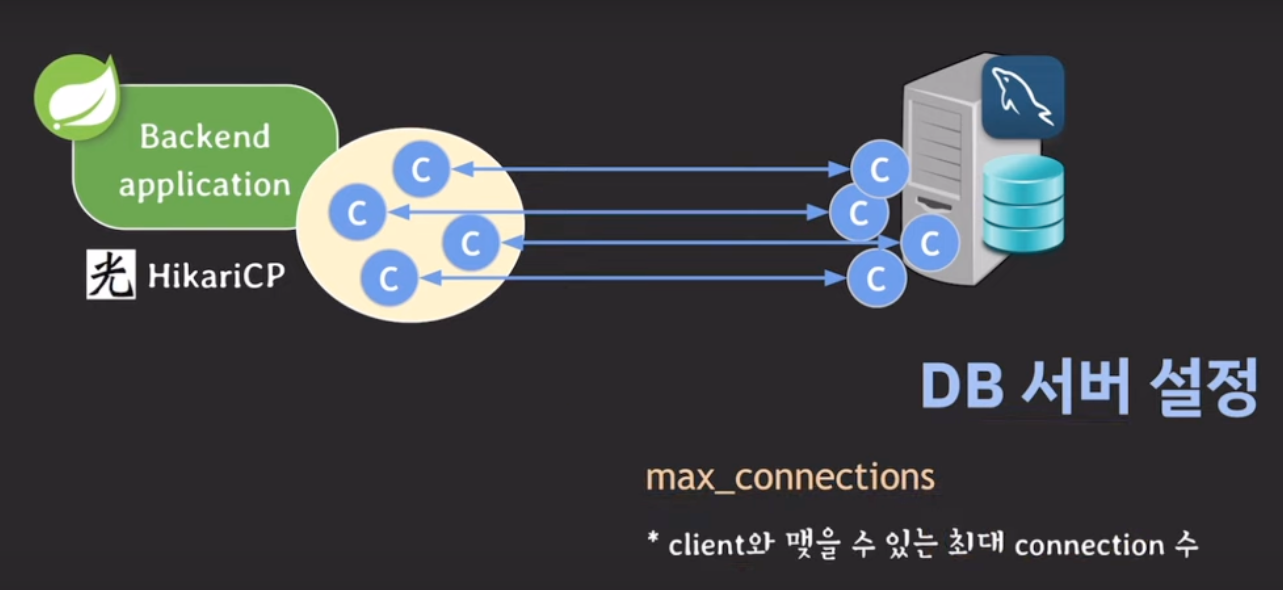 Backend
application
C
C
C
C
C
C
C
C
光 HikariCP
DB 서버 설정
max_connections
* client와 맺을 수 있는 최대 connection 수